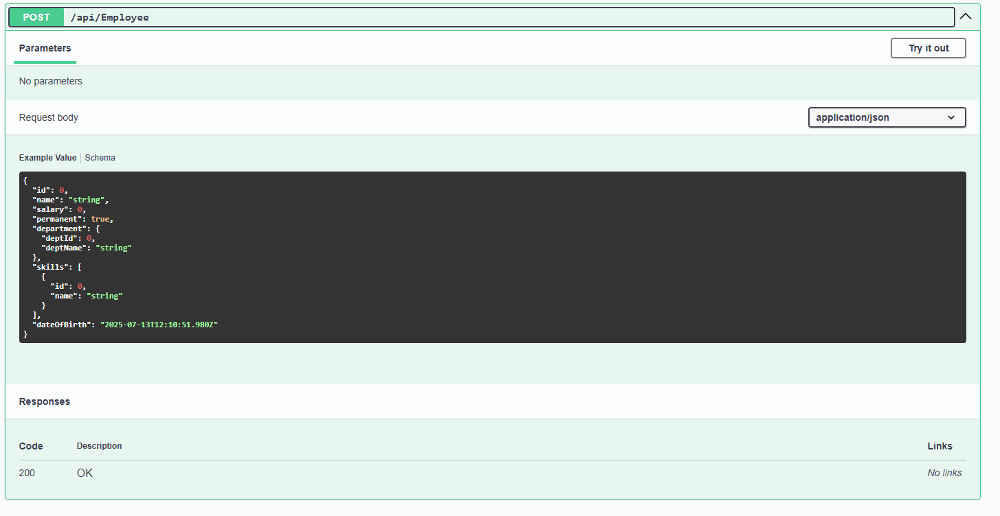 POST /api/Employee
Parameters Try it out
No parameters
Request body application/json
Example Value Schema
{
  "id": 0,
  "name": "string",
  "salary": 0,
  "permanent": true,
  "department": {
    "deptId": 0,
    "deptName": "string"
  },
  "skills": [
    {
      "id": 0,
      "name": "string"
    }
  ],
  "dateOfBirth": "2025-07-13T12:10:51.980Z"
}
Responses
Code Description Links
200 OK No links